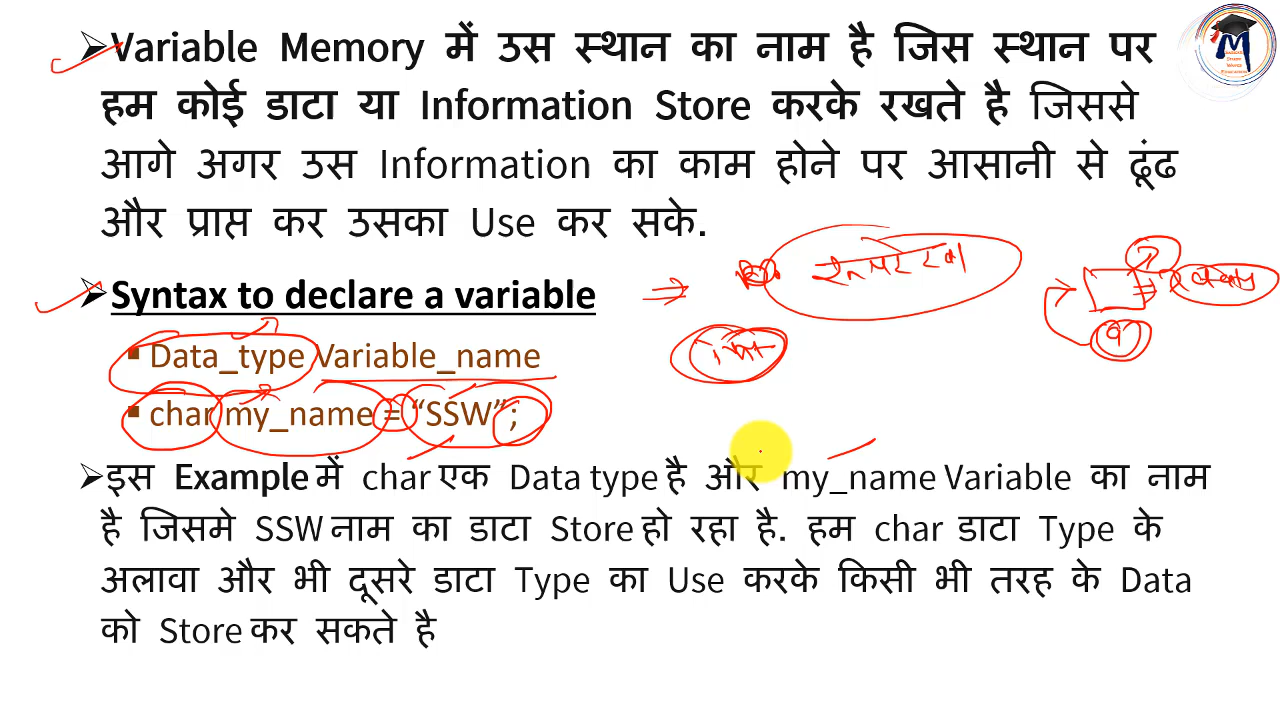 ➢Variable Memory में उस स्थान का नाम है जिस स्थान पर
हम कोई डाटा या Information Store करके रखते है जिससे
आगे अगर उस Information का काम होने पर आसानी से ढूंढ
और प्राप्त कर उसका Use कर सके.
➢Syntax to declare a variable
▪ Data_type Variable_name
▪ char my_name = “SSW”;
int
➢इस Example में char एक Data type है और my_name Variable का नाम
है जिसमे SSW नाम का डाटा Store हो रहा है. हम char डाटा Type के
अलावा और भी दूसरे डाटा Type का Use करके किसी भी तरह के Data
को Store कर सकते है